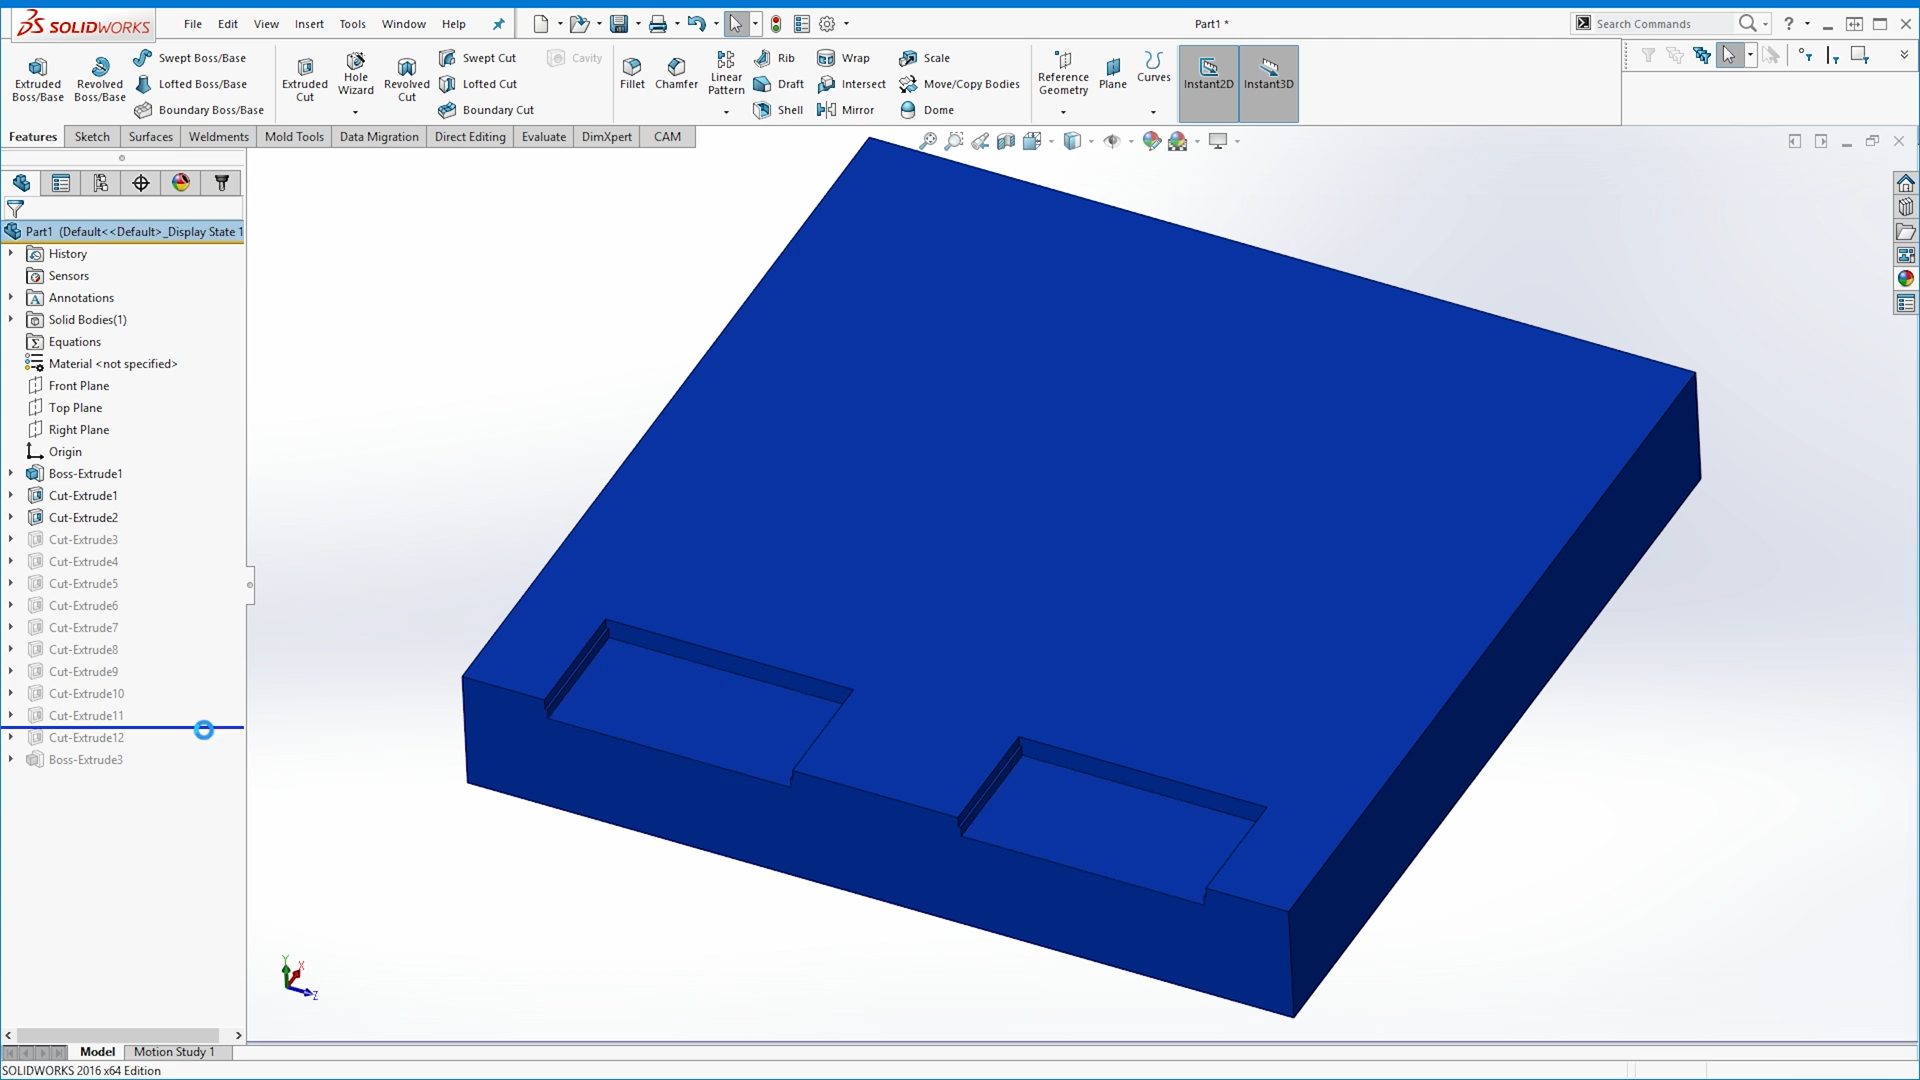 SOLIDWORKS File Edit View Insert Tools Window Help Part1 * Search Commands
Extruded Boss/Base
Revolved Boss/Base
Swept Boss/Base
Lofted Boss/Base
Boundary Boss/Base
Extruded Cut
Hole Wizard
Revolved Cut
Swept Cut
Lofted Cut
Boundary Cut
Cavity
Fillet
Chamfer
Linear Pattern
Rib
Draft
Shell
Wrap
Intersect
Mirror
Scale
Move/Copy Bodies
Dome
Reference Geometry
Plane
Curves
Instant2D
Instant3D
Features Sketch Surfaces Weldments Mold Tools Data Migration Direct Editing Evaluate DimXpert CAM
Part1 (Default<<Default>_Display State 1
History
Sensors
Annotations
Solid Bodies(1)
Equations
Material <not specified>
Front Plane
Top Plane
Right Plane
Origin
Boss-Extrude1
Cut-Extrude1
Cut-Extrude2
Cut-Extrude3
Cut-Extrude4
Cut-Extrude5
Cut-Extrude6
Cut-Extrude7
Cut-Extrude8
Cut-Extrude9
Cut-Extrude10
Cut-Extrude11
Cut-Extrude12
Boss-Extrude3
Y X
Z
Model Motion Study 1
SOLIDWORKS 2016 x64 Edition